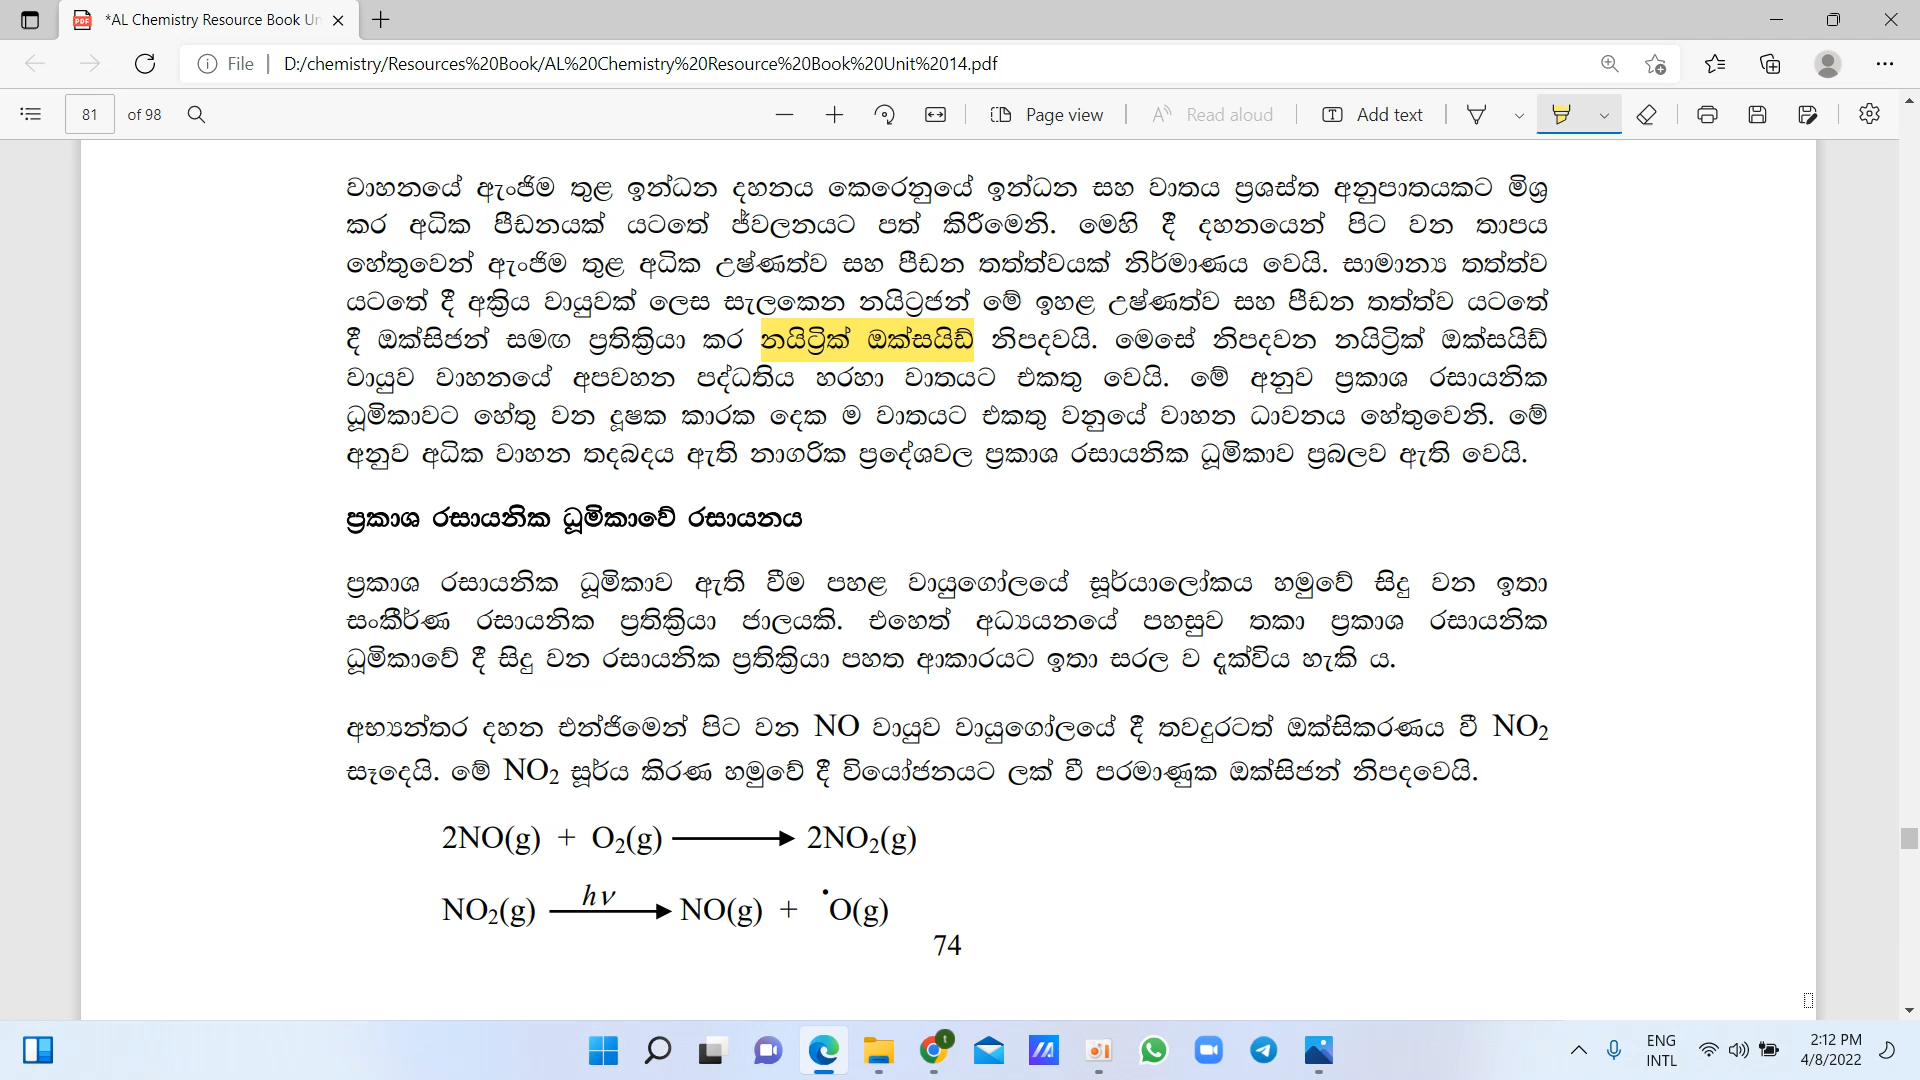 *AL Chemistry Resource Book Un
File
D:/chemistry/Resources%20Book/AL%20Chemistry%20Resource%20Book%20Unit%2014.pdf
81 of 98
Page view
Read aloud
Add text
වාහනයේ ඇංජිම තුළ ඉන්ධන දහනය කෙරෙනුයේ ඉන්ධන සහ වාතය ප්‍රශස්ත අනුපාතයකට මිශ්‍ර
කර අධික පීඩනයක් යටතේ ජ්වලනයට පත් කිරීමෙනි. මෙහි දී දහනයෙන් පිට වන තාපය
හේතුවෙන් ඇංජිම තුළ අධික උෂ්ණත්ව සහ පීඩන තත්ත්වයක් නිර්මාණය වෙයි. සාමාන්‍ය තත්ත්ව
යටතේ දී අක්‍රිය වායුවක් ලෙස සැලකෙන නයිට්‍රජන් මේ ඉහළ උෂ්ණත්ව සහ පීඩන තත්ත්ව යටතේ
දී ඔක්සිජන් සමඟ ප්‍රතික්‍රියා කර නයිට්‍රික් ඔක්සයිඩ් නිපදවයි. මෙසේ නිපදවන නයිට්‍රික් ඔක්සයිඩ්
වායුව වාහනයේ අපවහන පද්ධතිය හරහා වාතයට එකතු වෙයි. මේ අනුව ප්‍රකාශ රසායනික
ධූමිකාවට හේතු වන දූෂක කාරක දෙක ම වාතයට එකතු වනුයේ වාහන ධාවනය හේතුවෙනි. මේ
අනුව අධික වාහන තදබදය ඇති නාගරික ප්‍රදේශවල ප්‍රකාශ රසායනික ධූමිකාව ප්‍රබලව ඇති වෙයි.
ප්‍රකාශ රසායනික ධූමිකාවේ රසායනය
ප්‍රකාශ රසායනික ධූමිකාව ඇති වීම පහළ වායුගෝලයේ සූර්යාලෝකය හමුවේ සිදු වන ඉතා
සංකීර්ණ රසායනික ප්‍රතික්‍රියා ජාලයකි. එහෙත් අධ්‍යයනයේ පහසුව තකා ප්‍රකාශ රසායනික
ධූමිකාවේ දී සිදු වන රසායනික ප්‍රතික්‍රියා පහත ආකාරයට ඉතා සරල ව දැක්විය හැකි ය.
අභ්‍යන්තර දහන එන්ජිමෙන් පිට වන NO වායුව වායුගෝලයේ දී තවදුරටත් ඔක්සිකරණය වී NO₂
සෑදෙයි. මේ NO₂ සූර්ය කිරණ හමුවේ දී වියෝජනයට ලක් වී පරමාණුක ඔක්සිජන් නිපදවෙයි.
2NO(g) + O₂(g) ⟶ 2NO₂(g)
hν
NO₂(g) ⟶ NO(g) + •O(g)
74
t
ENG
INTL
2:12 PM
4/8/2022